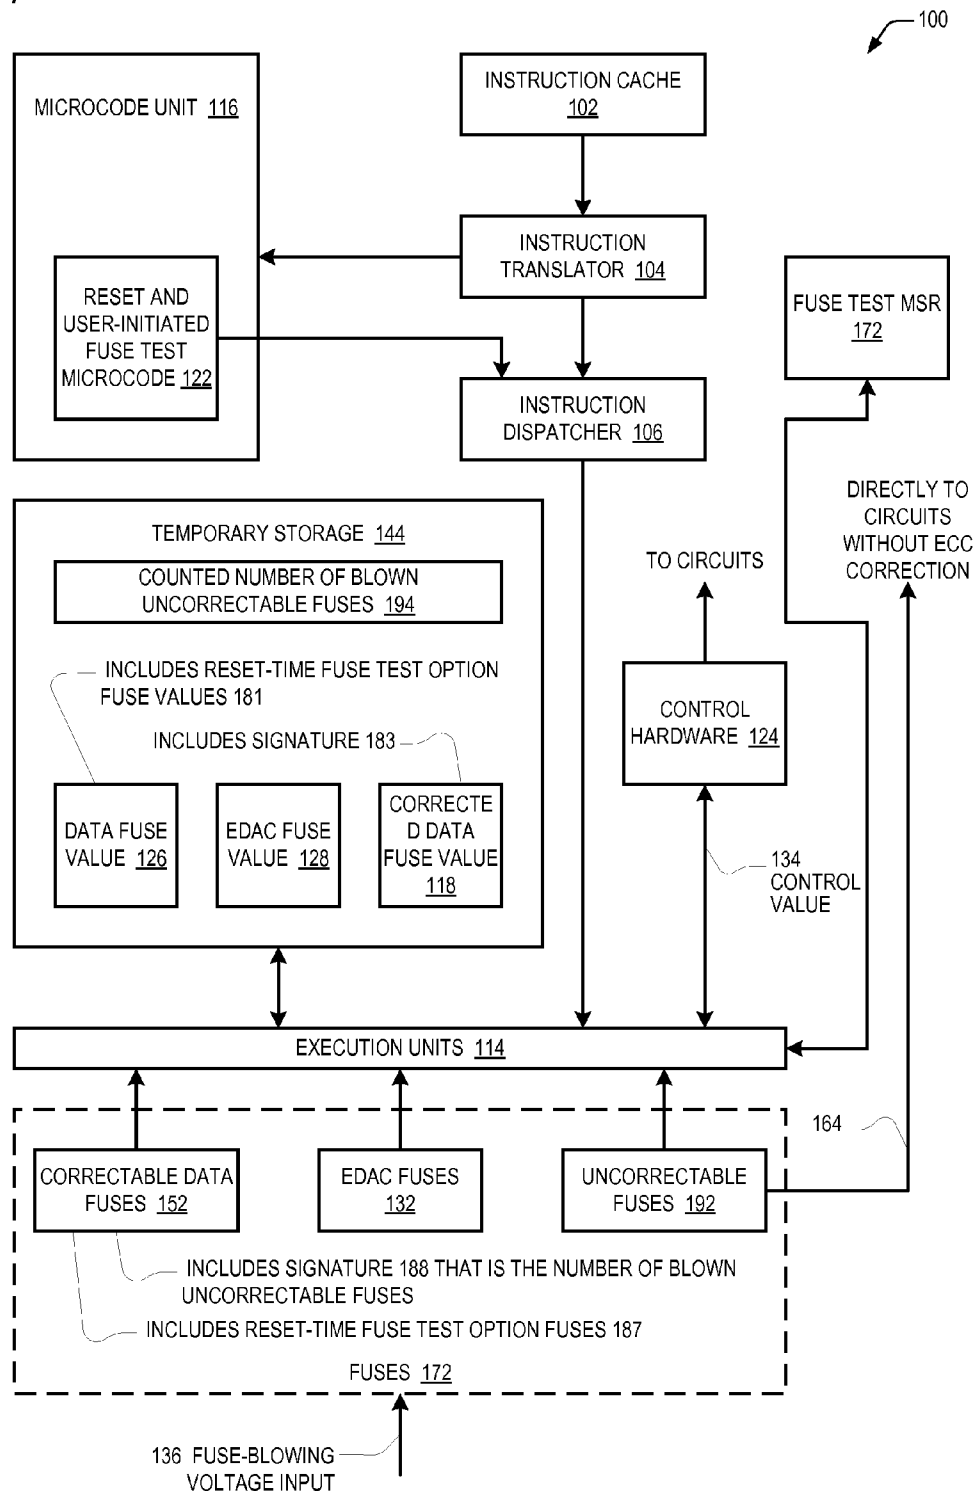 100
MICROCODE UNIT 116
INSTRUCTION CACHE
102
INSTRUCTION
TRANSLATOR 104
RESET AND
USER-INITIATED
FUSE TEST
MICROCODE 122
FUSE TEST MSR
172
INSTRUCTION
DISPATCHER 106
DIRECTLY TO
CIRCUITS
WITHOUT ECC
CORRECTION
TEMPORARY STORAGE 144
COUNTED NUMBER OF BLOWN
UNCORRECTABLE FUSES 194
TO CIRCUITS
INCLUDES RESET-TIME FUSE TEST OPTION
FUSE VALUES 181
INCLUDES SIGNATURE 183
CONTROL
HARDWARE 124
DATA FUSE
VALUE 126
EDAC FUSE
VALUE 128
CORRECTE
D DATA
FUSE VALUE
118
134
CONTROL
VALUE
EXECUTION UNITS 114
164
CORRECTABLE DATA
FUSES 152
EDAC FUSES
132
UNCORRECTABLE
FUSES 192
INCLUDES SIGNATURE 188 THAT IS THE NUMBER OF BLOWN
UNCORRECTABLE FUSES
INCLUDES RESET-TIME FUSE TEST OPTION FUSES 187
FUSES 172
136 FUSE-BLOWING
VOLTAGE INPUT